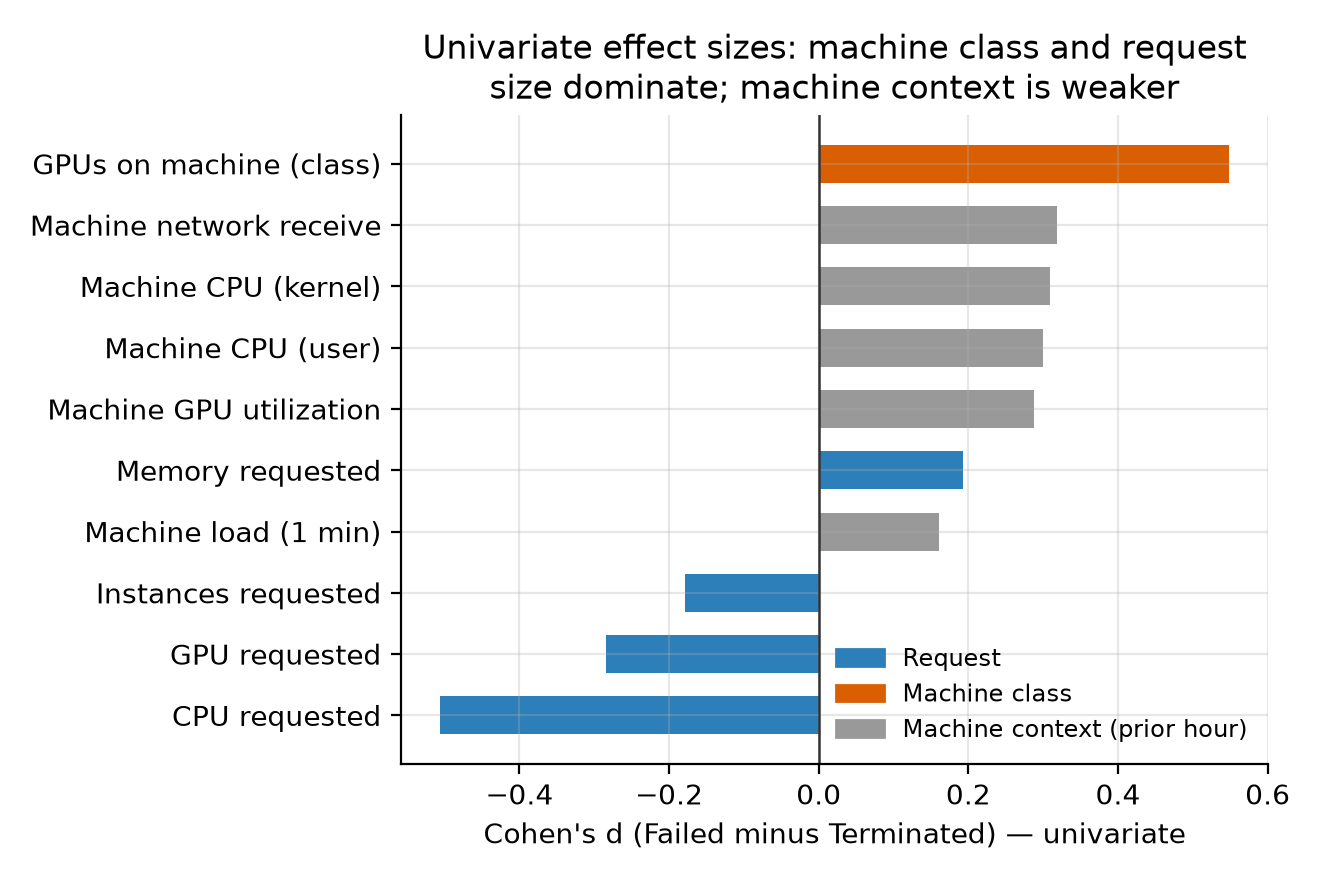 Univariate effect sizes: machine class and request
size dominate; machine context is weaker
GPUs on machine (class)
Machine network receive
Machine CPU (kernel)
Machine CPU (user)
Machine GPU utilization
Memory requested
Machine load (1 min)
Instances requested
GPU requested
CPU requested
Request
Machine class
Machine context (prior hour)
−0.4 −0.2 0.0 0.2 0.4 0.6
Cohen's d (Failed minus Terminated) — univariate